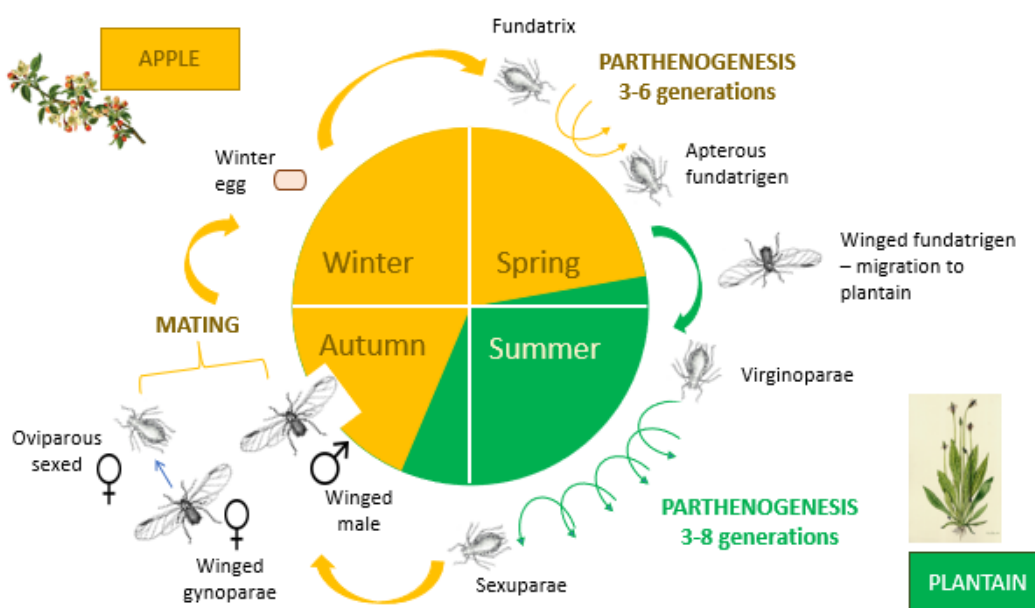 Fundatrix
APPLE
PARTHENOGENESIS
3-6 generations
Winter
egg
Apterous
fundatrigen
Winter
Spring
Winged fundatrigen
– migration to
plantain
MATING
Autumn
Summer
Virginoparae
Oviparous
sexed
Winged
male
PARTHENOGENESIS
3-8 generations
Winged
gynoparae
Sexuparae
PLANTAIN